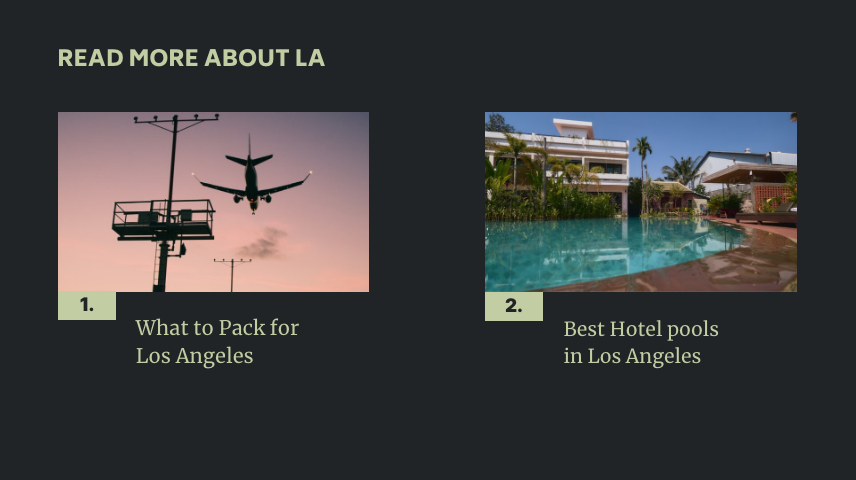 READ MORE ABOUT LA
1.
What to Pack for
Los Angeles
2.
Best Hotel pools
in Los Angeles